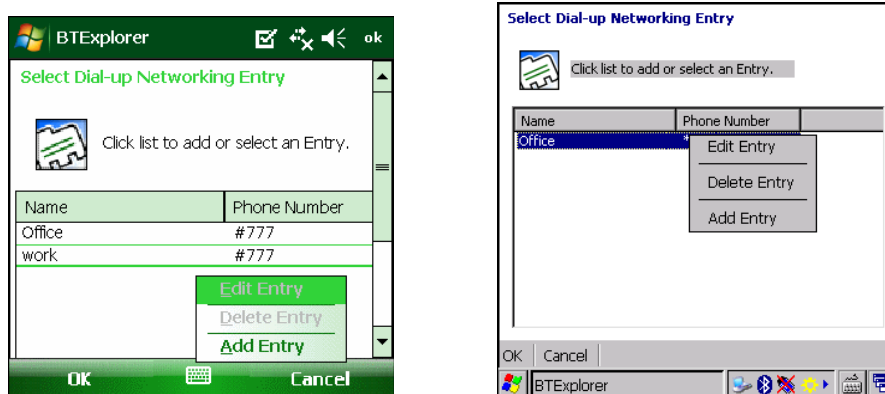 BTExplorer ok
Select Dial-up Networking Entry
Click list to add or select an Entry.
Name Phone Number
Office #777
work #777
Edit Entry
Delete Entry
Add Entry
OK Cancel
Select Dial-up Networking Entry
Click list to add or select an Entry.
Name Phone Number
Office *
Edit Entry
Delete Entry
Add Entry
OK Cancel
BTExplorer